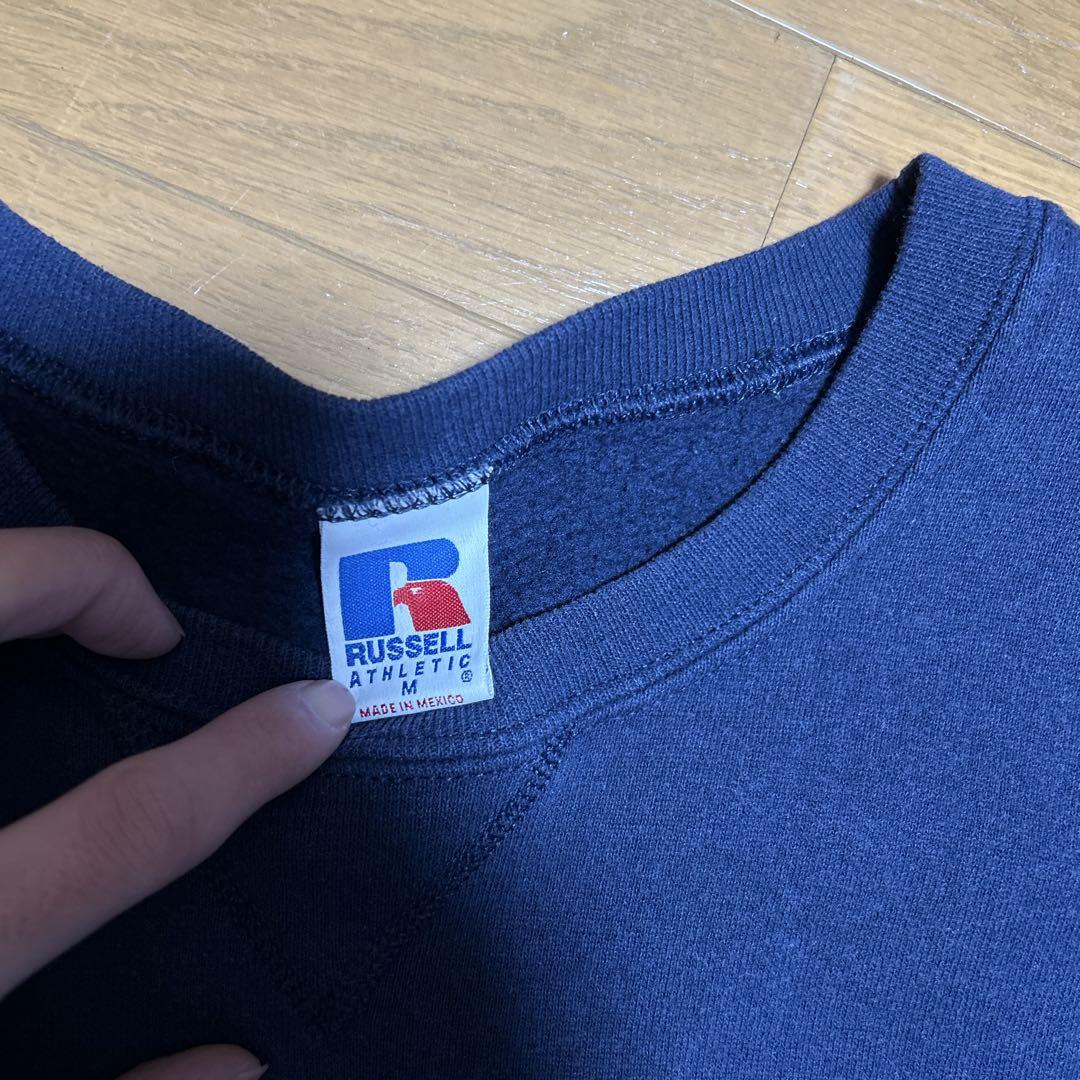 R
RUSSELL
ATHLETIC ®
M
MADE IN MEXICO